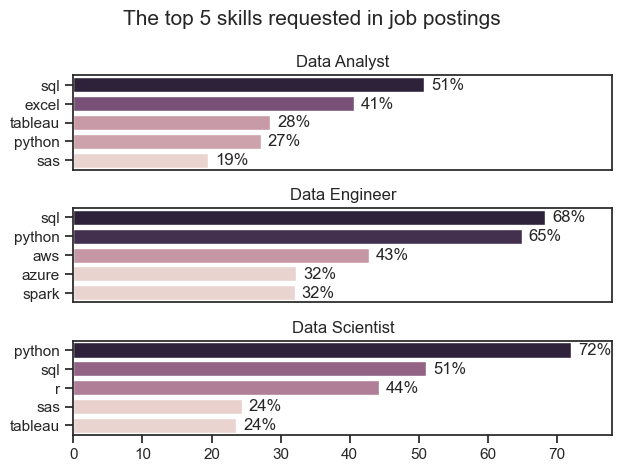 The top 5 skills requested in job postings
Data Analyst
sql 51%
excel 41%
tableau 28%
python 27%
sas 19%
Data Engineer
sql 68%
python 65%
aws 43%
azure 32%
spark 32%
Data Scientist
python 72%
sql 51%
r 44%
sas 24%
tableau 24%
0 10 20 30 40 50 60 70